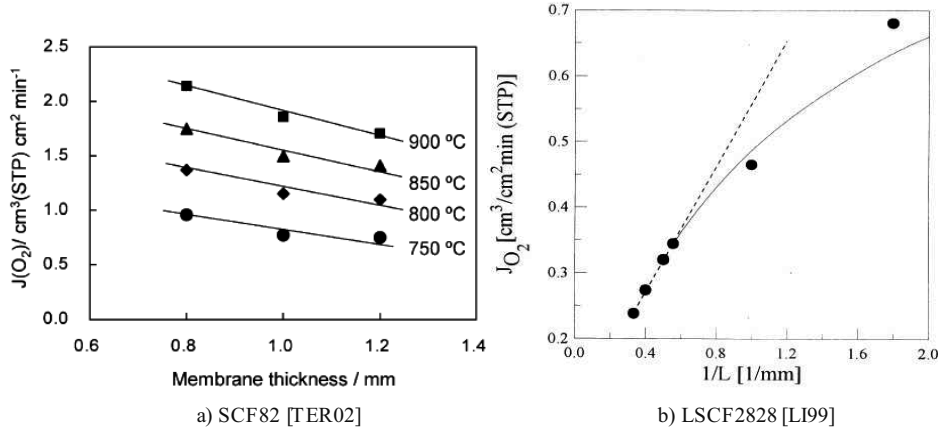 2.5
2.0
1.5
1.0
0.5
0.0
J(O₂)/ cm³(STP) cm² min⁻¹
900 ºC
850 ºC
800 ºC
750 ºC
0.6
0.8
1.0
1.2
1.4
Membrane thickness / mm
a) SCF82 [TER02]
0.7
0.6
0.5
0.4
0.3
0.2
J_O₂ [cm³/cm²min (STP)]
0.0
0.4
0.8
1.2
1.6
2.0
1/L [1/mm]
b) LSCF2828 [LI99]